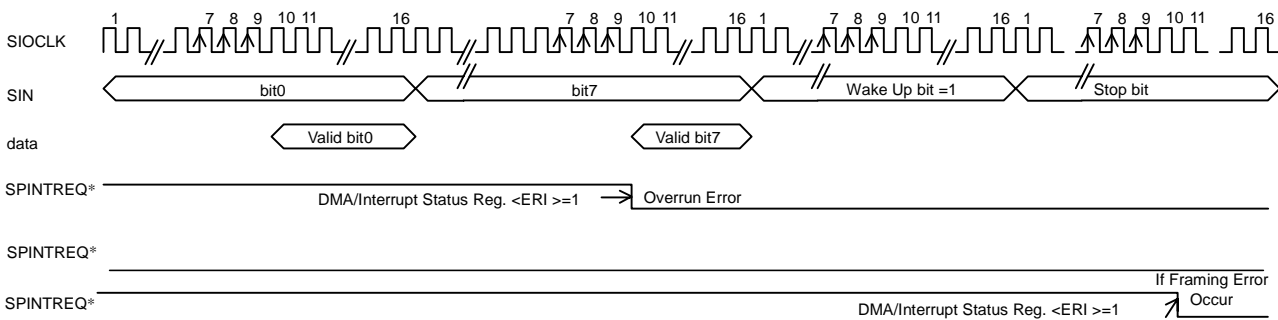 1 7 8 9 10 11 16 7 8 9 10 11 16 1 7 8 9 10 11 16 1 7 8 9 10 11 16
SIOCLK
SIN bit0 bit7 Wake Up bit =1 Stop bit
data Valid bit0 Valid bit7
SPINTREQ*
DMA/Interrupt Status Reg. <ERI >=1 Overrun Error
SPINTREQ*
If Framing Error
SPINTREQ*
DMA/Interrupt Status Reg. <ERI >=1 Occur